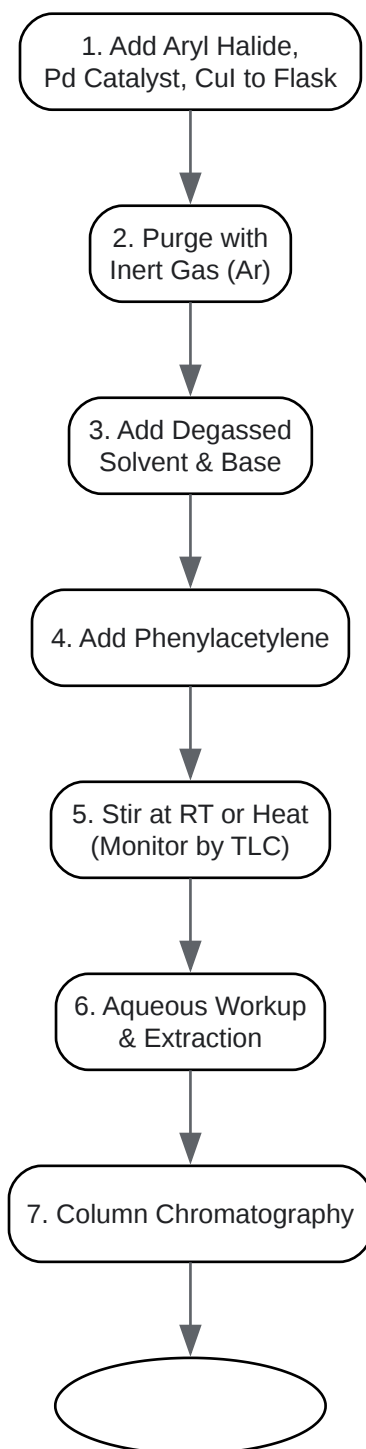 1. Add Aryl Halide,
Pd Catalyst, CuI to Flask
2. Purge with
Inert Gas (Ar)
3. Add Degassed
Solvent & Base
4. Add Phenylacetylene
5. Stir at RT or Heat
(Monitor by TLC)
6. Aqueous Workup
& Extraction
7. Column Chromatography